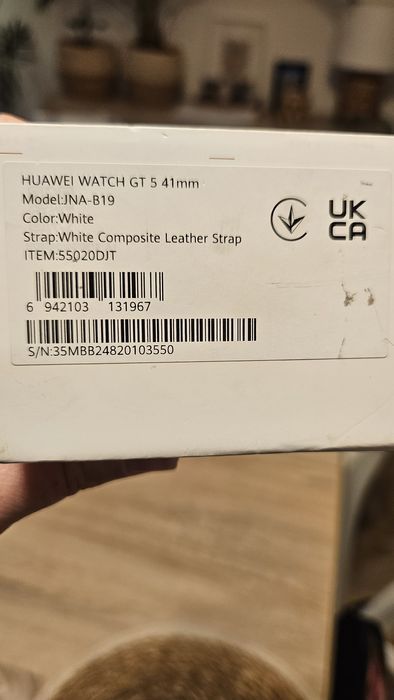 HUAWEI WATCH GT 5 41mm
Model:JNA-B19
Color:White
Strap:White Composite Leather Strap
ITEM:55020DJT
UK
CA
6 942103 131967
S/N:35MBB24820103550